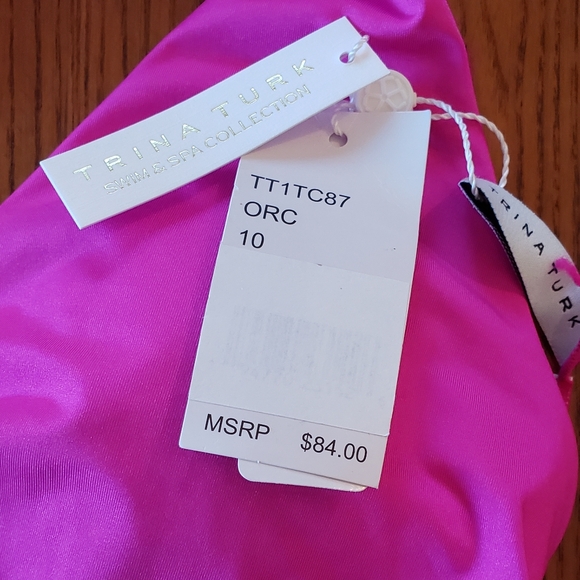 TRINA TURK
SWIM & SPA COLLECTION
TT1TC87
ORC
10
MSRP $84.00
TRINA TURK